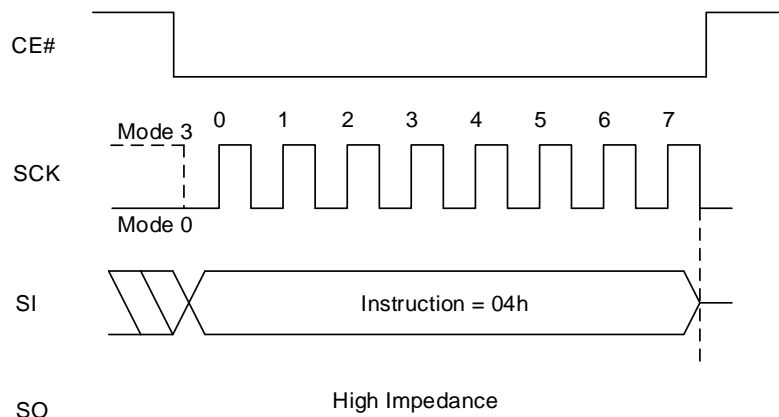 CE#
Mode 3
0 1 2 3 4 5 6 7
SCK
Mode 0
SI
Instruction = 04h
SO
High Impedance